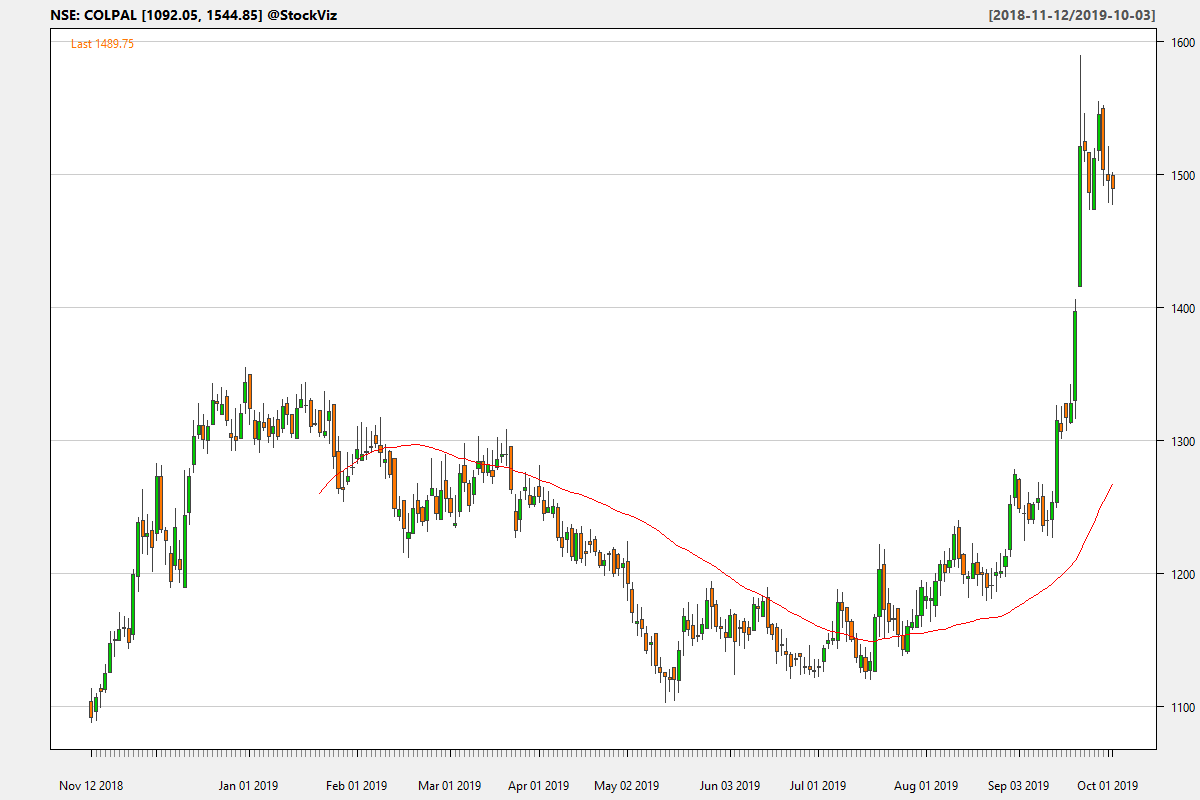 NSE: COLPAL [1092.05, 1544.85] @StockViz
[2018-11-12/2019-10-03]
Last 1489.75
1600
1500
1400
1300
1200
1100
Nov 12 2018 Jan 01 2019 Feb 01 2019 Mar 01 2019 Apr 01 2019 May 02 2019 Jun 03 2019 Jul 01 2019 Aug 01 2019 Sep 03 2019 Oct 01 2019